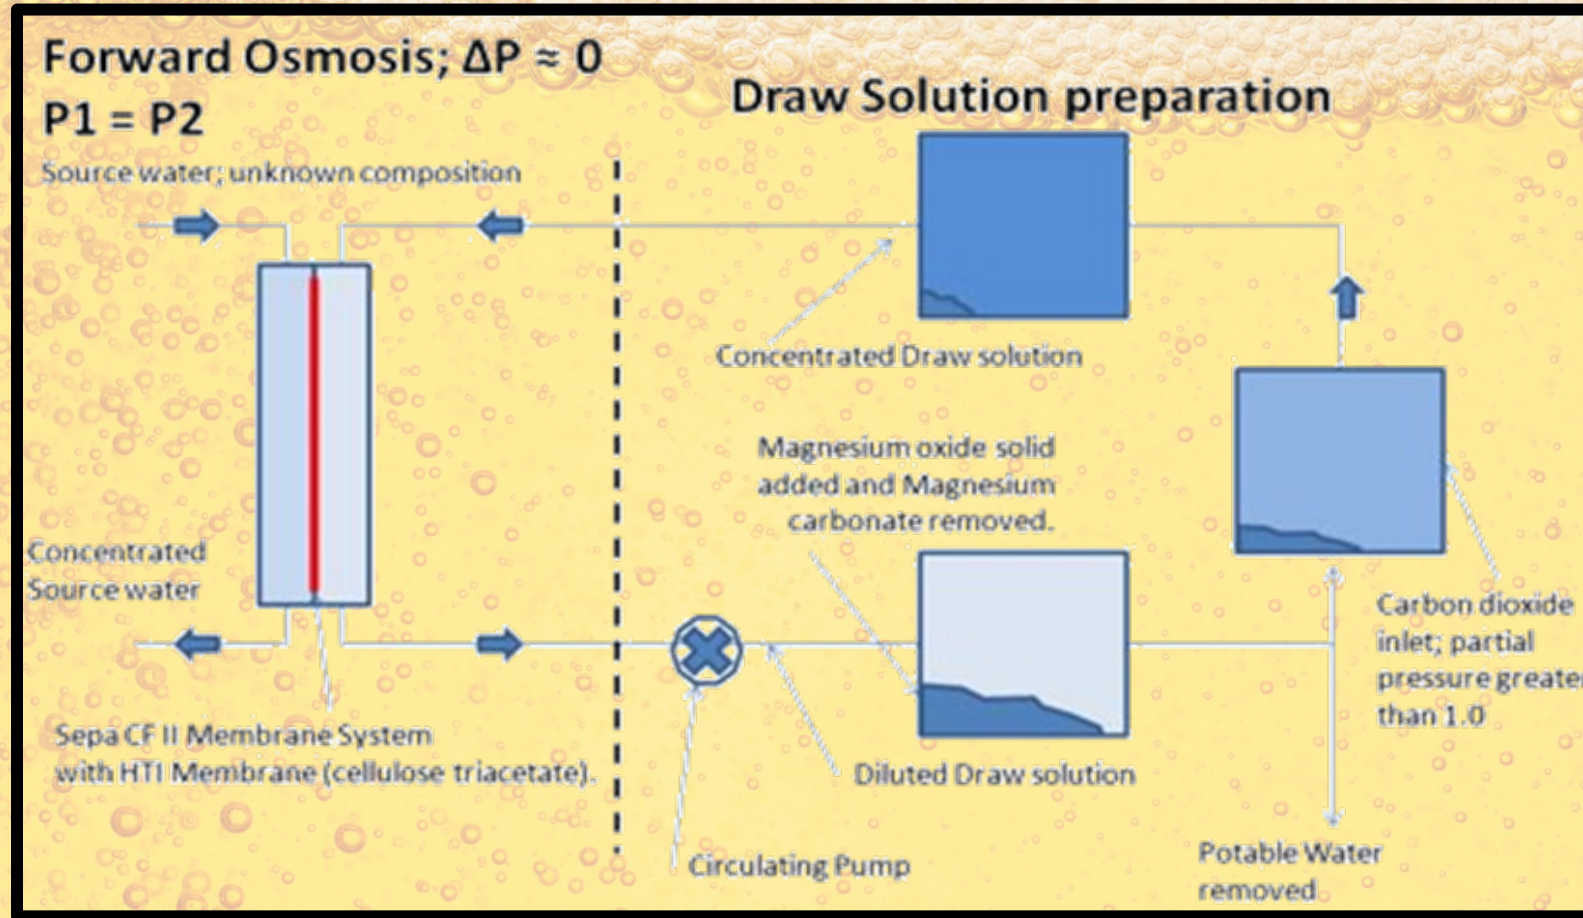 Forward Osmosis; ΔP ≈ 0
P1 = P2
Draw Solution preparation
Source water; unknown composition
Concentrated Draw solution
Magnesium oxide solid
added and Magnesium
carbonate removed.
Concentrated
Source water
Carbon dioxide
inlet; partial
pressure greate
than 1.0
Sepa CF II Membrane System
with HTI Membrane (cellulose triacetate).
Diluted Draw solution
Circulating Pump
Potable Water
removed